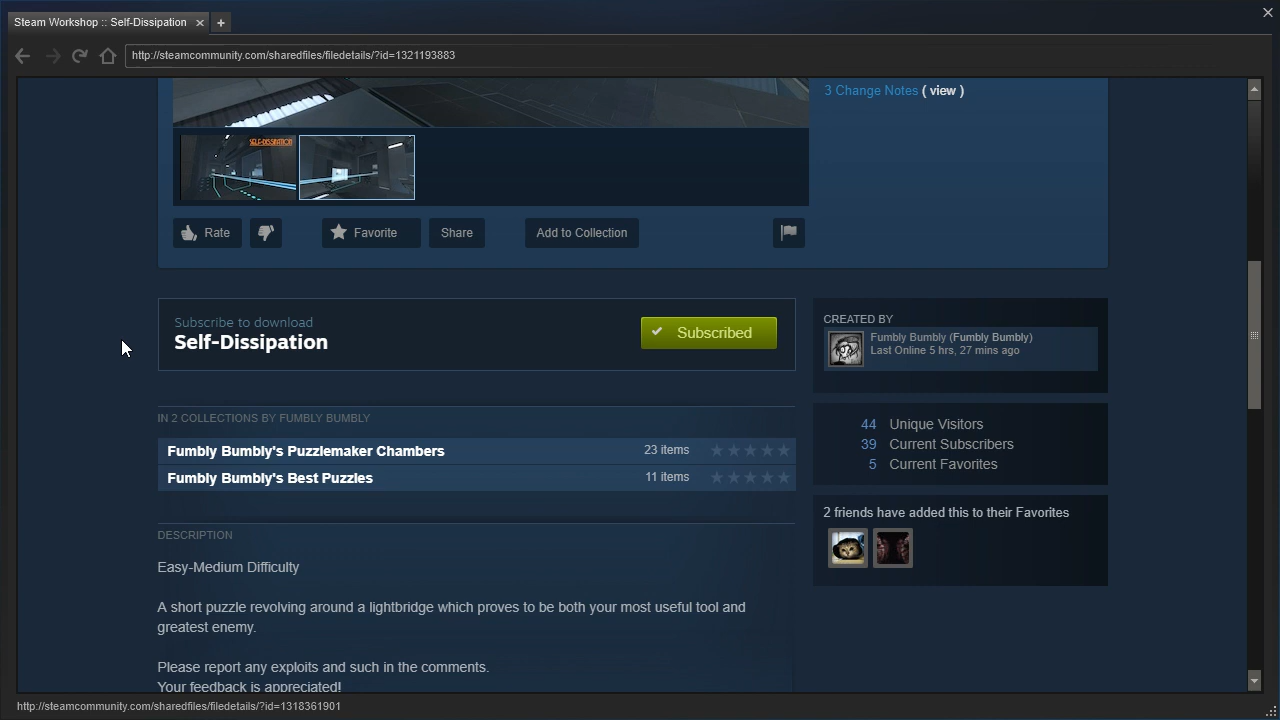 Steam Workshop :: Self-Dissipation
http://steamcommunity.com/sharedfiles/filedetails/?id=1321193883
3 Change Notes ( view )
SELF-DISSIPATION
Rate
Favorite
Share
Add to Collection
Subscribe to download
Self-Dissipation
Subscribed
CREATED BY
Fumbly Bumbly (Fumbly Bumbly)
Last Online 5 hrs, 27 mins ago
IN 2 COLLECTIONS BY FUMBLY BUMBLY
Fumbly Bumbly's Puzzlemaker Chambers 23 items
Fumbly Bumbly's Best Puzzles 11 items
44 Unique Visitors
39 Current Subscribers
5 Current Favorites
2 friends have added this to their Favorites
DESCRIPTION
Easy-Medium Difficulty
A short puzzle revolving around a lightbridge which proves to be both your most useful tool and
greatest enemy.
Please report any exploits and such in the comments.
Your feedback is appreciated!
http://steamcommunity.com/sharedfiles/filedetails/?id=1318361901